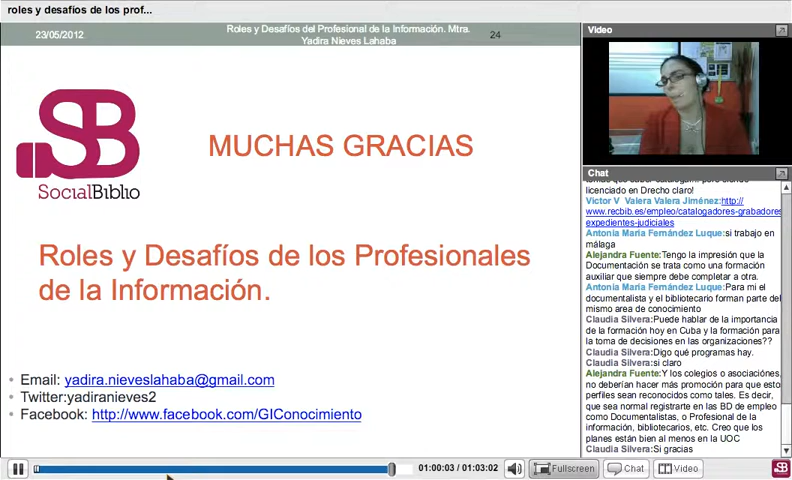 roles y desafíos de los prof...
23/05/2012
Roles y Desafíos del Profesional de la Información. Mtra.
Yadira Nieves Lahaba
24
SB
SocialBiblio
MUCHAS GRACIAS
Roles y Desafíos de los Profesionales
de la Información.
• Email: yadira.nieveslahaba@gmail.com
• Twitter:yadiranieves2
• Facebook: http://www.facebook.com/GIConocimiento
Video
Chat
licenciado en Drecho claro!
Victor V Valera Valera Jiménez:http://
www.recbib.es/empleo/catalogadores-grabadores
expedientes-judiciales
Antonia María Fernández Luque:si trabajo en
málaga
Alejandra Fuente:Tengo la impresión que la
Documentación se trata como una formación
auxiliar que siempre debe completar a otra.
Antonia María Fernández Luque:Para mi el
documentalista y el bibliotecario forman parte del
mismo area de conocimiento
Claudia Silvera:Puede hablar de la importancia
de la formación hoy en Cuba y la formación para
la toma de decisiones en las organizaciones??
Claudia Silvera:Digo qué programas hay.
Claudia Silvera:si claro
Alejandra Fuente:Y los colegios o asociaciónes,
no deberían hacer más promoción para que esto
perfiles sean reconocidos como tales. Es decir,
que sea normal registrarte en las BD de empleo
como Documentalistas, o Profesional de la
información, bibliotecarios, etc. Creo que los
planes están bien al menos en la UOC
Claudia Silvera:Si gracias
01:00:03 / 01:03:02
Fullscreen
Chat
Video
SB